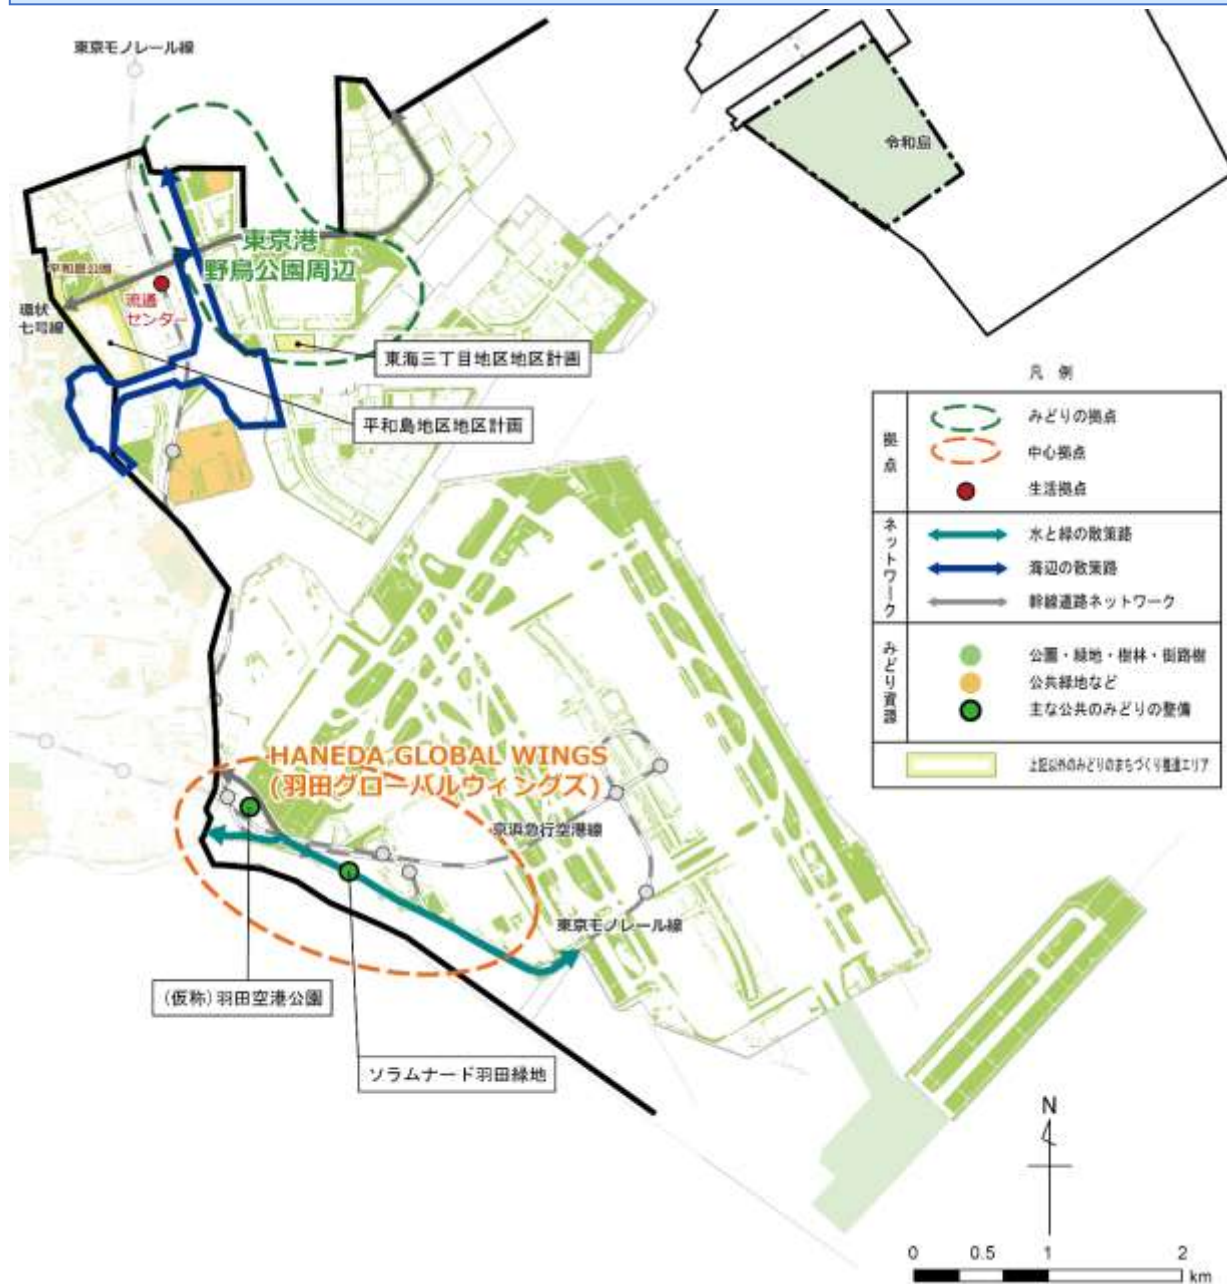 東京モノレール線
令和島
東京港
野鳥公園周辺
平和島公園
流通
センター
環状
七号線
東海三丁目地区地区計画
平和島地区地区計画
凡 例
拠点
みどりの拠点
中心拠点
生活拠点
ネットワーク
水と緑の散策路
海辺の散策路
幹線道路ネットワーク
みどり資源
公園・緑地・樹林・街路樹
公共緑地など
主な公共のみどりの整備
上記以外のみどりのまちづくり推進エリア
HANEDA GLOBAL WINGS
(羽田グローバルウィングズ)
京浜急行空港線
東京モノレール線
(仮称)羽田空港公園
ソラムナード羽田緑地
N
0 0.5 1 2
km